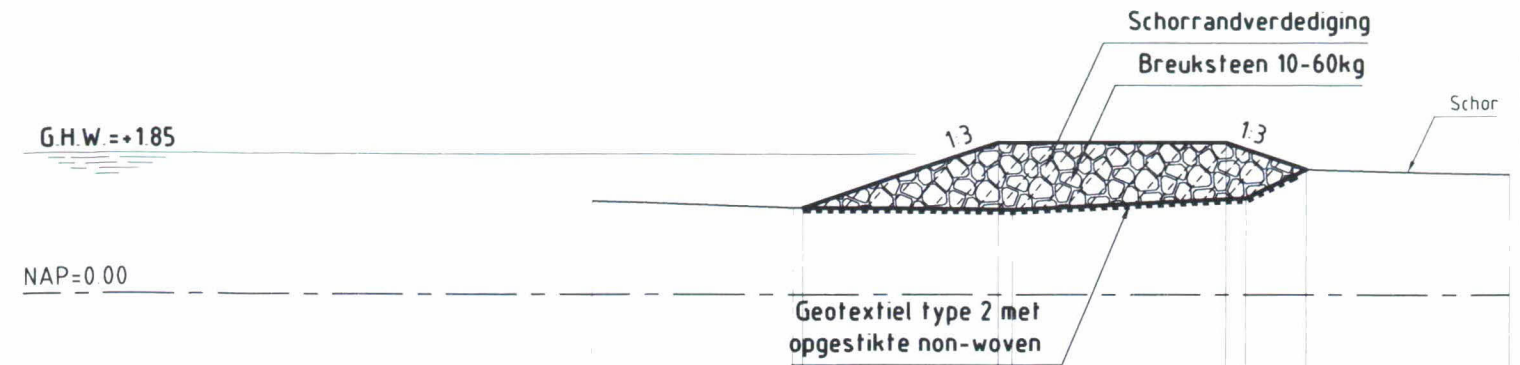 Schorrandverdediging
Breuksteen 10-60kg
Schor
G.H.W.=+1.85
1:3
1:3
NAP=0.00
Geotextiel type 2 met
opgestikte non-woven